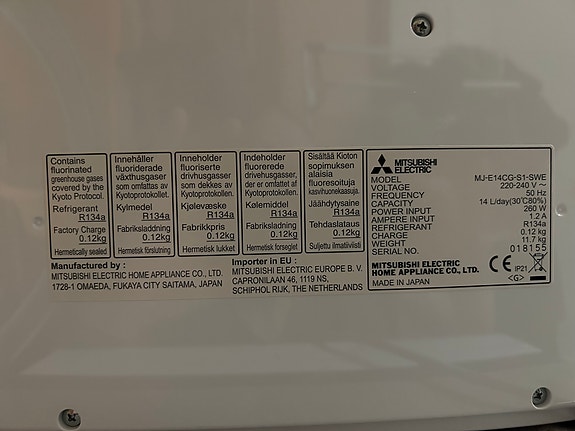 Contains
fluorinated
greenhouse gases
covered by the
Kyoto Protocol.
Refrigerant
R134a
Factory Charge
0.12kg
Hermetically sealed
Innehåller
fluoriderade
växthusgaser
som omfattas av
Kyotoprotokollet.
Kylmedel
R134a
Fabriksladdning
0.12kg
Hermetisk förslutning
Inneholder
fluoriserte
drivhusgasser
som dekkes av
Kyotoprotokollen.
Kjølevæske
R134a
Fabrikkpris
0.12kg
Hermetisk lukket
Indeholder
fluorerede
drivehusgasser,
der er omfattet af
Kyotoprotokollen.
Kølemiddel
R134a
Fabriksladning
0.12kg
Hermetisk forseglet
Sisältää Kioton
sopimuksen
alaisia
fluoresoituja
kasvihuonekaasuja.
Jäähdytysaine
R134a
Tehdaslataus
0.12kg
Suljettu ilmatiiviisti
MITSUBISHI
ELECTRIC
MODEL MJ-E14CG-S1-SWE
VOLTAGE 220-240 V ~
FREQUENCY 50 Hz
CAPACITY 14 L/day(30℃80%)
POWER INPUT 260 W
AMPERE INPUT 1.2 A
REFRIGERANT R134a
CHARGE 0.12 kg
WEIGHT 11.7 kg
SERIAL NO. 018155
MITSUBISHI ELECTRIC
HOME APPLIANCE CO., LTD.
MADE IN JAPAN
CE IP21
<G>
Manufactured by :
MITSUBISHI ELECTRIC HOME APPLIANCE CO., LTD.
1728-1 OMAEDA, FUKAYA CITY SAITAMA, JAPAN
Importer in EU :
MITSUBISHI ELECTRIC EUROPE B. V.
CAPRONILAAN 46, 1119 NS,
SCHIPHOL RIJK, THE NETHERLANDS